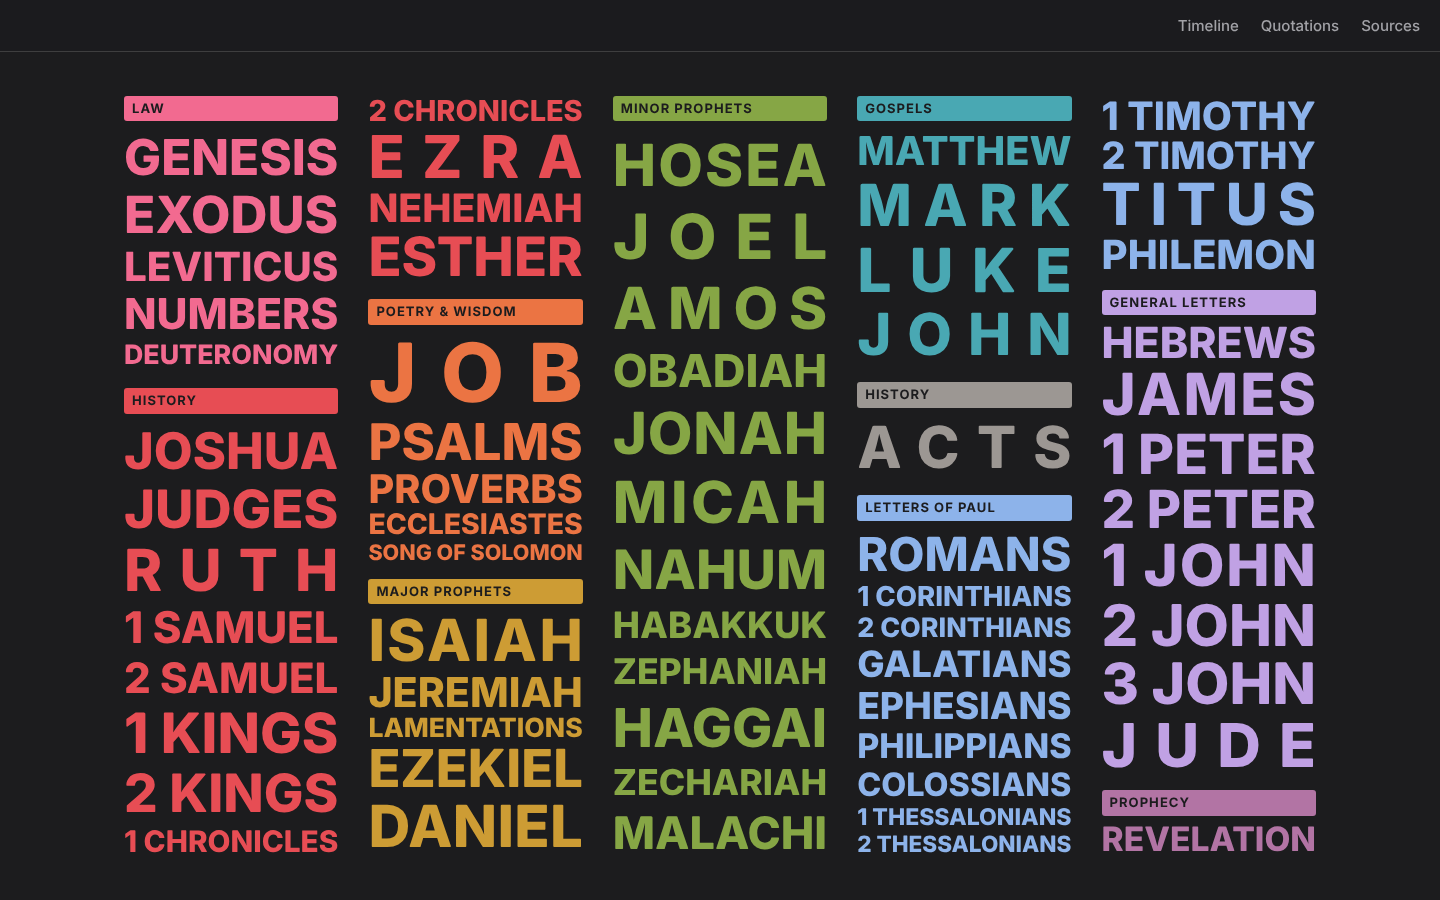 Timeline Quotations Sources
LAW
GENESIS
EXODUS
LEVITICUS
NUMBERS
DEUTERONOMY
HISTORY
JOSHUA
JUDGES
RUTH
1 SAMUEL
2 SAMUEL
1 KINGS
2 KINGS
1 CHRONICLES
2 CHRONICLES
EZRA
NEHEMIAH
ESTHER
POETRY & WISDOM
JOB
PSALMS
PROVERBS
ECCLESIASTES
SONG OF SOLOMON
MAJOR PROPHETS
ISAIAH
JEREMIAH
LAMENTATIONS
EZEKIEL
DANIEL
MINOR PROPHETS
HOSEA
JOEL
AMOS
OBADIAH
JONAH
MICAH
NAHUM
HABAKKUK
ZEPHANIAH
HAGGAI
ZECHARIAH
MALACHI
GOSPELS
MATTHEW
MARK
LUKE
JOHN
HISTORY
ACTS
LETTERS OF PAUL
ROMANS
1 CORINTHIANS
2 CORINTHIANS
GALATIANS
EPHESIANS
PHILIPPIANS
COLOSSIANS
1 THESSALONIANS
2 THESSALONIANS
1 TIMOTHY
2 TIMOTHY
TITUS
PHILEMON
GENERAL LETTERS
HEBREWS
JAMES
1 PETER
2 PETER
1 JOHN
2 JOHN
3 JOHN
JUDE
PROPHECY
REVELATION